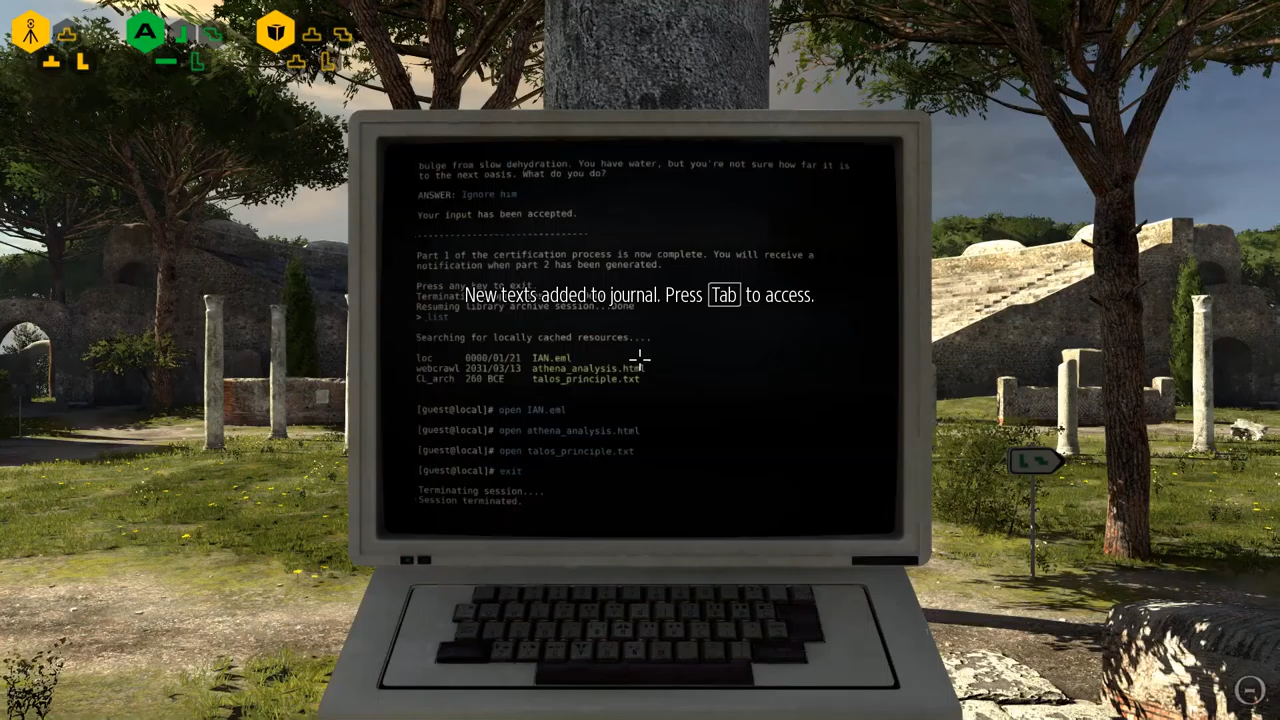 A
bulge from slow dehydration. You have water, but you're not sure how far it is
to the next oasis. What do you do?
ANSWER: Ignore him
Your input has been accepted.
-----------------------------
Part 1 of the certification process is now complete. You will receive a
notification when part 2 has been generated.
Press any key to exit
New texts added to journal. Press Tab to access.
Resuming library archive session...Done
> list
Searching for locally cached resources....
loc 0000/01/21 IAN.eml
webcrawl 2031/03/13 athena_analysis.html
CL_arch 260 BCE talos_principle.txt
[guest@local]# open IAN.eml
[guest@local]# open athena_analysis.html
[guest@local]# open talos_principle.txt
[guest@local]# exit
Terminating session....
Session terminated.